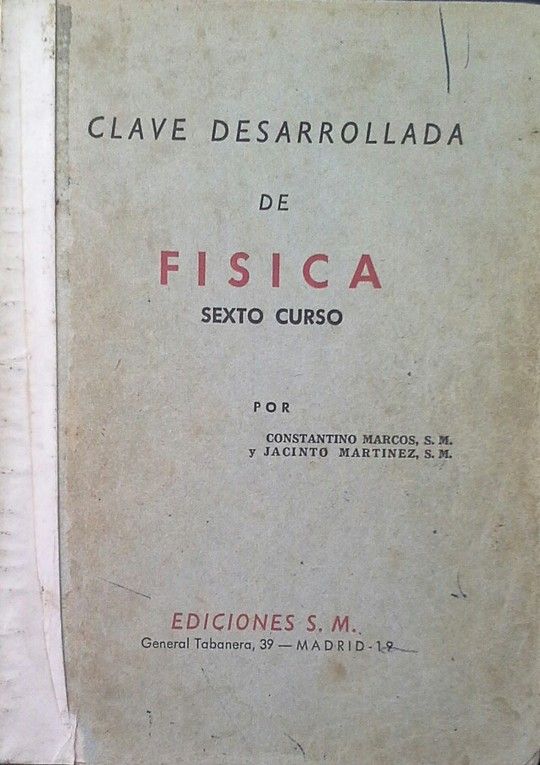 CLAVE DESARROLLADA
DE
FISICA
SEXTO CURSO
POR
CONSTANTINO MARCOS, S. M.
y JACINTO MARTINEZ, S. M.
EDICIONES S. M.
General Tabanera, 39 — MADRID-19